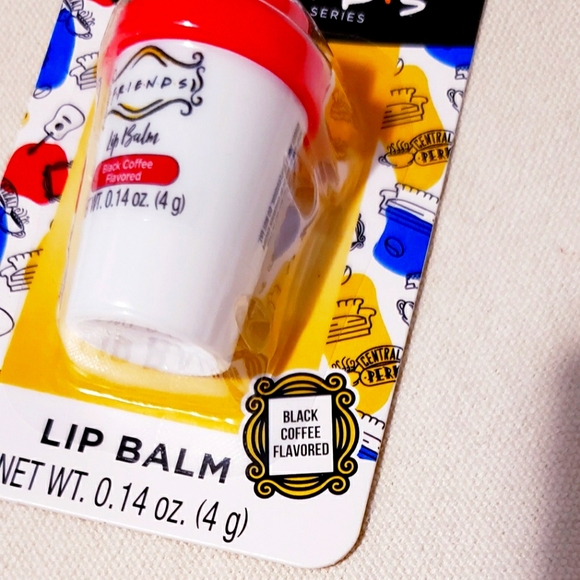 SERIES
FRIENDS
Lip Balm
Black Coffee
Flavored
WT. 0.14 oz. (4 g)
CENTRAL
PERK
CENTRAL
PERK
BLACK
COFFEE
FLAVORED
LIP BALM
NET WT. 0.14 oz. (4 g)